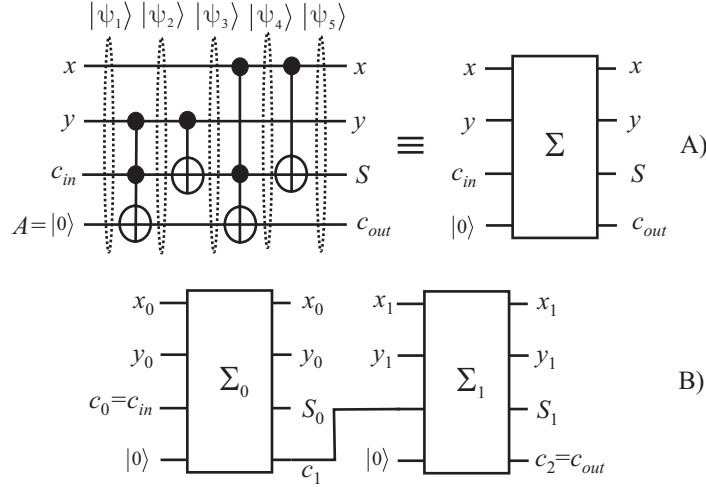 |ψ₁⟩ |ψ₂⟩ |ψ₃⟩ |ψ₄⟩ |ψ₅⟩
x x x x
y y ≡ y Σ y A)
c_in S c_in S
A=|0⟩ c_out |0⟩ c_out
x₀ x₀ x₁ x₁
y₀ Σ₀ y₀ y₁ Σ₁ y₁ B)
c₀=c_in S₀ S₁
|0⟩ c₁ |0⟩ c₂=c_out